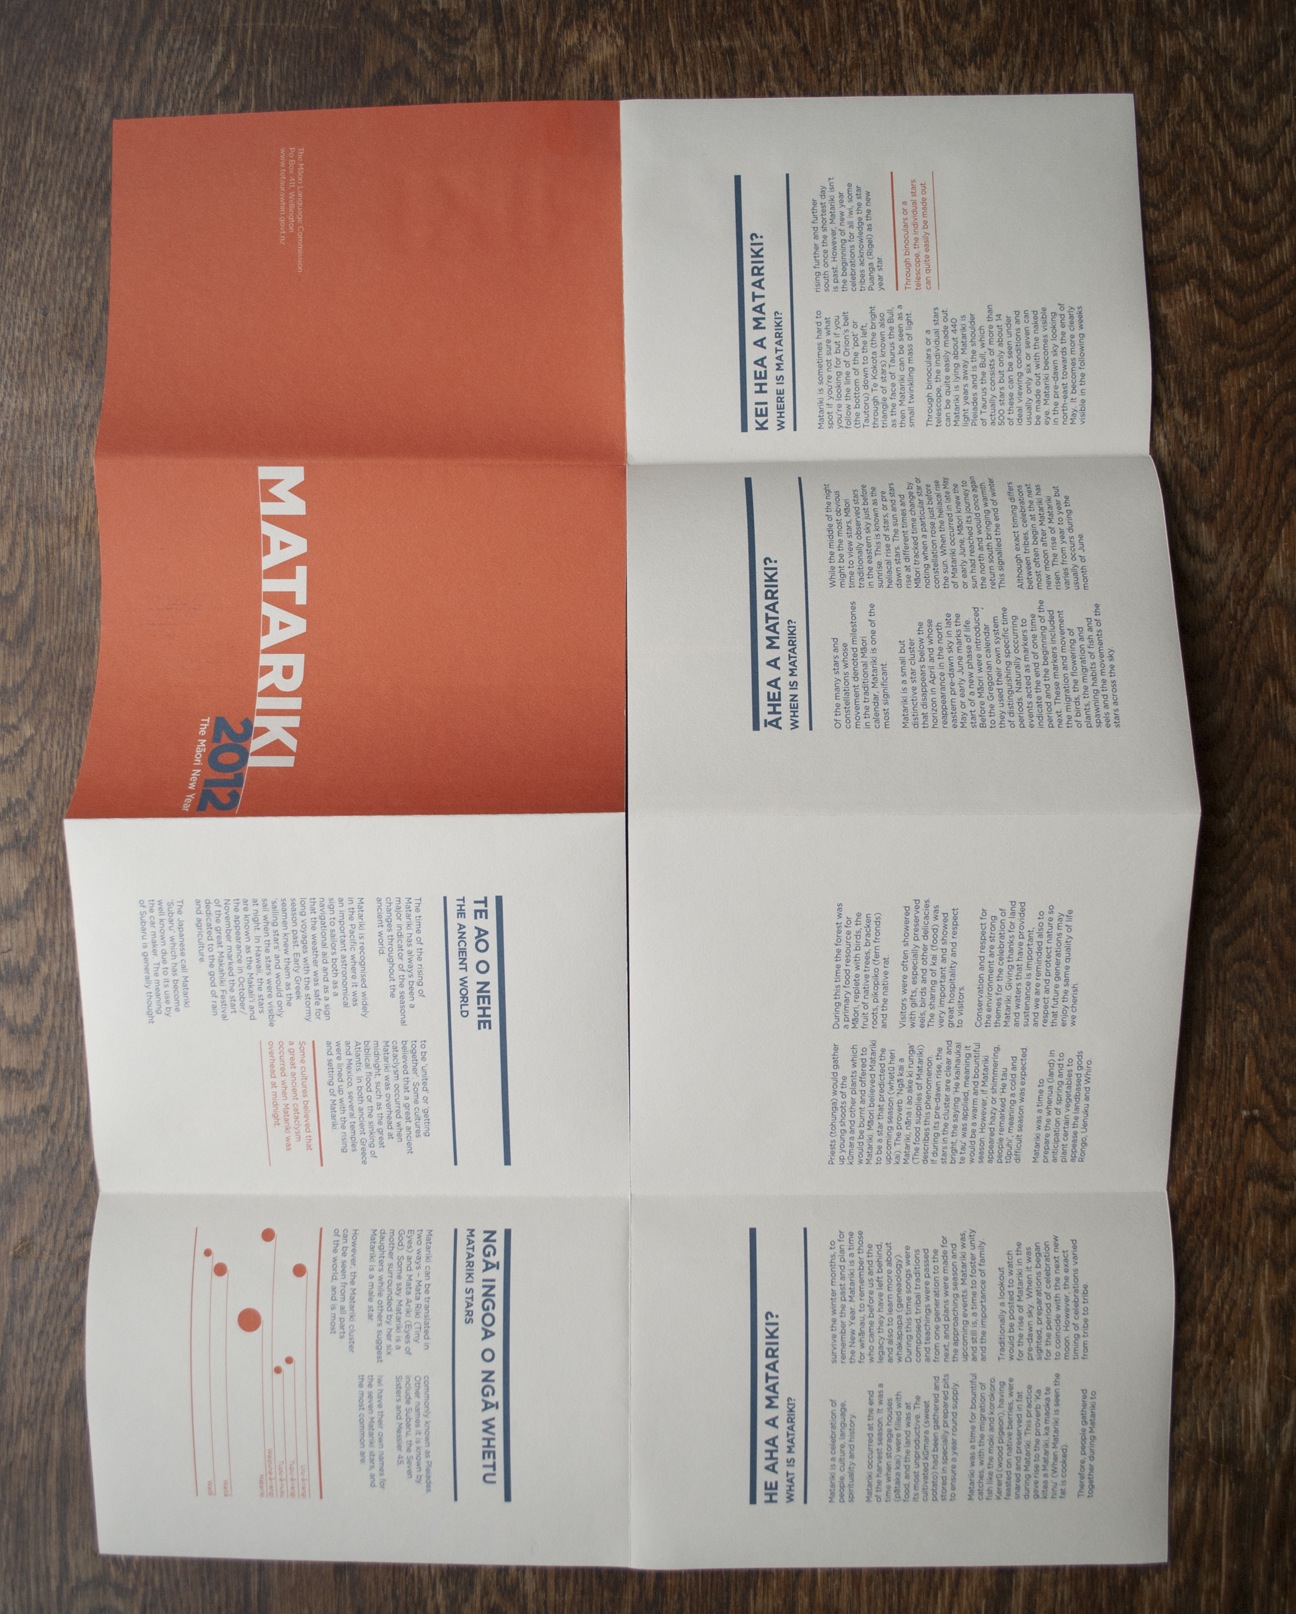 The Māori Language Commission
Po Box 411, Wellington
www.tetaurawhiri.govt.nz
MATARIKI
2012
The Māori New Year
TE AO O NEHE
THE ANCIENT WORLD
The time of the rising of
Matariki has always been a
major indicator of the seasonal
changes throughout the
ancient world.
Matariki is recognised widely
in the Pacific where it was
an important astronomical
sign to sailors both as a
navigational aid and as a sign
that the weather was safe for
long voyages with the stormy
season past. Early Greek
seamen knew them as the
'sailing stars' and would only
sail when the stars were visible
at night. In Hawaii, the stars
are known as the Makali'i and
the appearance in October/
November marked the start
of the great Makahiki Festival
dedicated to the god of rain
and agriculture.
The Japanese call Matariki
'Subaru' which has become
well known due to its use by
the car maker. The meaning
of Subaru is generally thought
to be 'united' or 'getting
together'. Some cultures
believed that a great ancient
cataclysm occurred when
Matariki was overhead at
midnight, such as the great
biblical flood or the sinking of
Atlantis. In both ancient Greece
and Mexico, several temples
were lined up with the rising
and setting of Matariki.
Some cultures believed that
a great ancient cataclysm
occurred when Matariki was
overhead at midnight.
NGĀ INGOA O NGĀ WHETU
MATARIKI STARS
Matariki can be translated in
two ways – Mata Riki (Tiny
Eyes) and Mata Ariki (Eyes of
God). Some say Matariki is a
mother surrounded by her six
daughters while others suggest
Matariki is a male star.
However, the Matariki cluster
can be seen from all parts
of the world, and is most
commonly known as Pleiades.
Other names it is known by
include Subaru, the Seven
Sisters and Messier 45.
Iwi have their own names for
the seven Matariki stars, and
the most common are:
Matariki
Waitī
Waitā
KEI HEA A MATARIKI?
WHERE IS MATARIKI?
Matariki is sometimes hard to
spot if you're not sure what
you're looking for but if you
follow the line of Orion's belt
(the bottom of the 'pot' or
Tautoru) down to the left,
through Te Kokota (the bright
triangle of stars) known also
as the face of Taurus the Bull,
then Matariki can be seen as a
small twinkling mass of light.
Through binoculars or a
telescope, the individual stars
can be quite easily made out.
Matariki is lying about 440
light years away. Matariki is
Pleiades and is the shoulder
of Taurus the Bull, which
actually consists of more than
500 stars but only about 14
of these can be seen under
ideal viewing conditions and
usually only six or seven can
be made out with the naked
eye. Matariki becomes visible
in the pre-dawn sky looking
north-east towards the end of
May. It becomes more clearly
visible in the following weeks
rising further and further
south once the shortest day
is past. However, Matariki isn't
the beginning of new year
celebrations for all iwi, some
tribes acknowledge the star
Puanga (Rigel) as the new
year star.
Through binoculars or a
telescope, the individual stars
can quite easily be made out.
ĀHEA A MATARIKI?
WHEN IS MATARIKI?
Of the many stars and
constellations whose
movement denoted milestones
in the traditional Māori
calendar, Matariki is one of the
most significant.
Matariki is a small but
distinctive star cluster
that disappears below the
horizon in April and whose
reappearance in the north
eastern pre-dawn sky in late
May or early June marks the
start of a new phase of life.
Before Māori were introduced
to the Gregorian calendar
they used their own system
of distinguishing specific time
periods. Naturally occurring
events acted as markers to
indicate the end of one time
period and the beginning of the
next. These markers included
the migration and movement
of birds, the flowering of
plants, the migration and
spawning habits of fish and
eels and the movements of the
stars across the sky.
While the middle of the night
might be the most obvious
time to view stars, Māori
traditionally observed stars
in the eastern sky just before
sunrise. This is known as the
heliacal rise of stars, or pre
dawn stars. The sun and stars
rise at different times and
Māori tracked time change by
noting when a particular star or
constellation rose just before
the sun. When the heliacal rise
of Matariki occurred in late May
or early June, Māori knew the
sun had reached its journey to
the north and would once again
return south bringing warmth.
This signalled the end of winter
Although exact timing differs
between tribes, celebrations
most often begin at the next
new moon after Matariki has
risen. The rise of Matariki
varies from year to year but
usually occurs during the
month of June.
HE AHA A MATARIKI?
WHAT IS MATARIKI?
Matariki is a celebration of
people, culture, language,
spirituality and history.
Matariki occurred at the end
of the harvest season. It was a
time when storage houses
(pātaka kai) were filled with
food, and the land was at
its most unproductive. The
cultivated kūmara (sweet
potato) had been gathered and
stored in specially prepared pits
to ensure a year round supply.
Matariki was a time for bountiful
catches, with the migration of
fish like the moki and korokoro.
Kererū (wood pigeon), having
feasted on native berries, were
snared and preserved in fat
during Matariki. This practice
gave rise to the proverb 'Ka
kitea a Matariki, ka maoka te
hinu' (When Matariki is seen the
fat is cooked).
Therefore, people gathered
together during Matariki to
survive the winter months, to
remember the past and plan for
the New Year. Matariki is a time
for whānau, to remember those
who came before us and the
legacy they have left behind,
and also to learn more about
whakapapa (geneaology).
During this time songs were
composed, tribal traditions
and teachings were passed
from one generation to the
next, and plans were made for
the approaching season and
upcoming events. Matariki was,
and still is, a time to foster unity
and the importance of family.
Traditionally a lookout
would be posted to watch
for the rise of Matariki in the
pre-dawn sky. When it was
sighted, preparations began
for the period of celebration
to coincide with the next new
moon. However, the exact
timing of celebrations varied
from tribe to tribe.
Priests (tohunga) would gather
up young shoots of the
kūmara and other plants which
would be burnt and offered to
Matariki. Māori believed Matariki
to be a star that predicted the
upcoming season (whetū heri
kai). The proverb 'Ngā kai a
Matariki, nāna i ao ake ki runga'
(The food supplies of Matariki)
describes this phenomenon.
If during its pre-dawn rise, the
stars in the cluster are clear and
bright, the saying 'He kaihaukai
te tau' was applied, meaning it
would be a warm and bountiful
season. However, if Matariki
appeared hazy or shimmering,
people remarked 'He tau
tūpuhi', meaning a cold and
difficult season was expected.
Matariki was a time to
prepare the whenua (land) in
anticipation of spring and to
plant certain vegetables to
appease the landbased gods
Rongo, Uenuku and Whiro.
During this time the forest was
a primary food resource for
Māori; replete with birds, the
fruit of native trees, bracken
roots, pikopiko (fern fronds)
and the native rat.
Visitors were often showered
with gifts, especially preserved
eels, birds and other delicacies.
The sharing of kai (food) was
very important and showed
great hospitality and respect
to visitors.
Conservation and respect for
the environment are strong
themes for the celebration of
Matariki. Giving thanks for land
and waters that have provided
sustenance is important,
and we are reminded also to
respect and protect nature so
that future generations may
enjoy the same quality of life
we cherish.